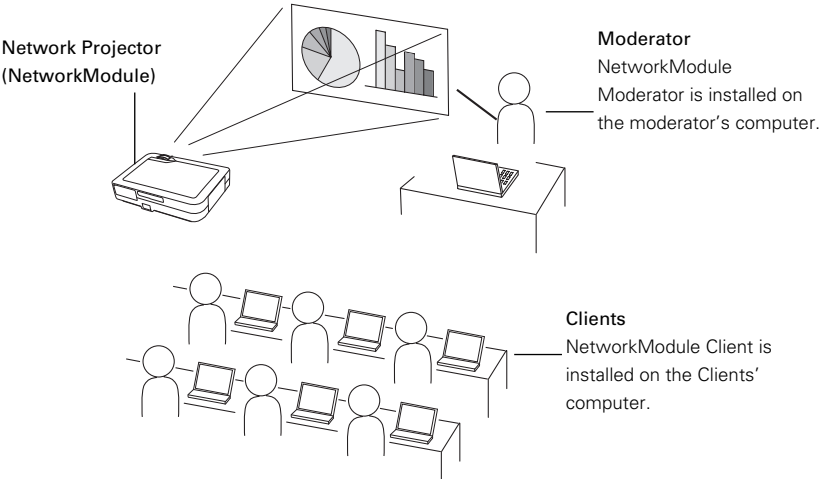 Network Projector
(NetworkModule)
Moderator
NetworkModule
Moderator is installed on
the moderator's computer.
Clients
NetworkModule Client is
installed on the Clients'
computer.